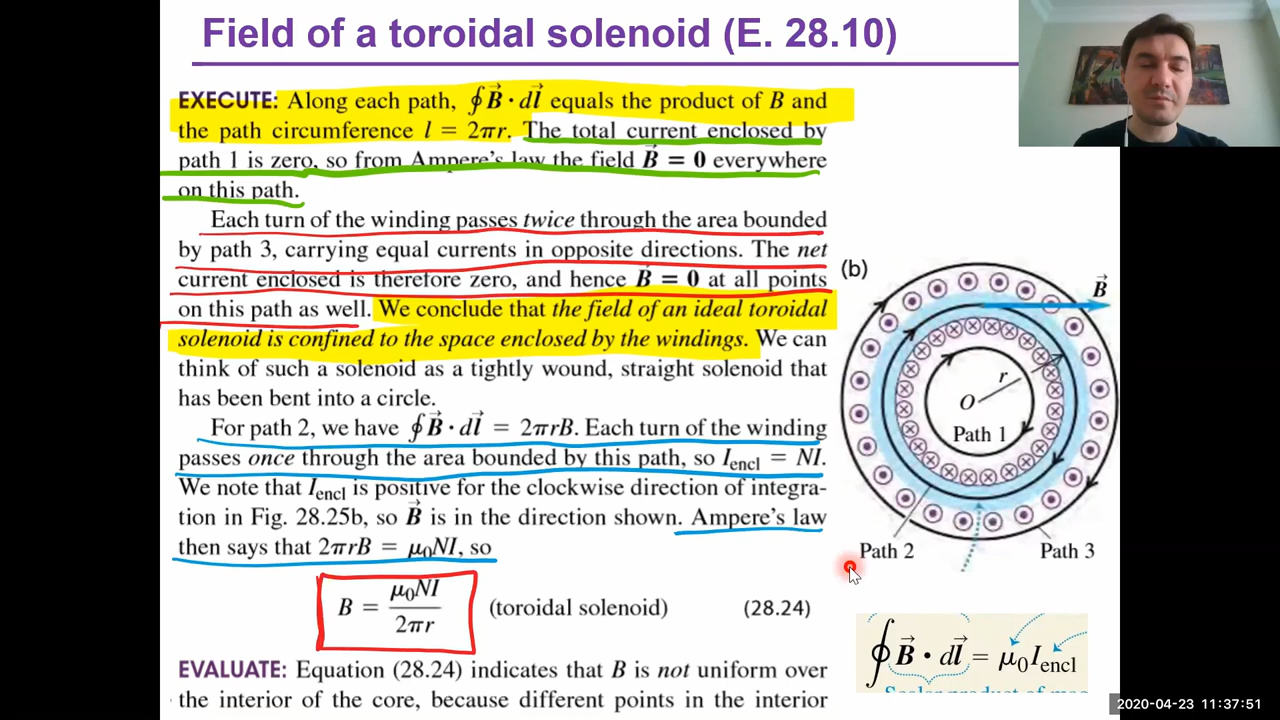 Field of a toroidal solenoid (E. 28.10)
EXECUTE: Along each path, ∮B⃗ · dl⃗ equals the product of B and
the path circumference l = 2πr. The total current enclosed by
path 1 is zero, so from Ampere's law the field B⃗ = 0 everywhere
on this path.
Each turn of the winding passes twice through the area bounded
by path 3, carrying equal currents in opposite directions. The net
current enclosed is therefore zero, and hence B⃗ = 0 at all points
on this path as well. We conclude that the field of an ideal toroidal
solenoid is confined to the space enclosed by the windings. We can
think of such a solenoid as a tightly wound, straight solenoid that
has been bent into a circle.
For path 2, we have ∮B⃗ · dl⃗ = 2πrB. Each turn of the winding
passes once through the area bounded by this path, so Iencl = NI.
We note that Iencl is positive for the clockwise direction of integra-
tion in Fig. 28.25b, so B⃗ is in the direction shown. Ampere's law
then says that 2πrB = μ₀NI, so
B = μ₀NI / 2πr (toroidal solenoid) (28.24)
EVALUATE: Equation (28.24) indicates that B is not uniform over
the interior of the core, because different points in the interior
(b)
B⃗
r
O
Path 1
Path 2
Path 3
∮B⃗ · dl⃗ = μ₀Iencl
2020-04-23 11:37:51